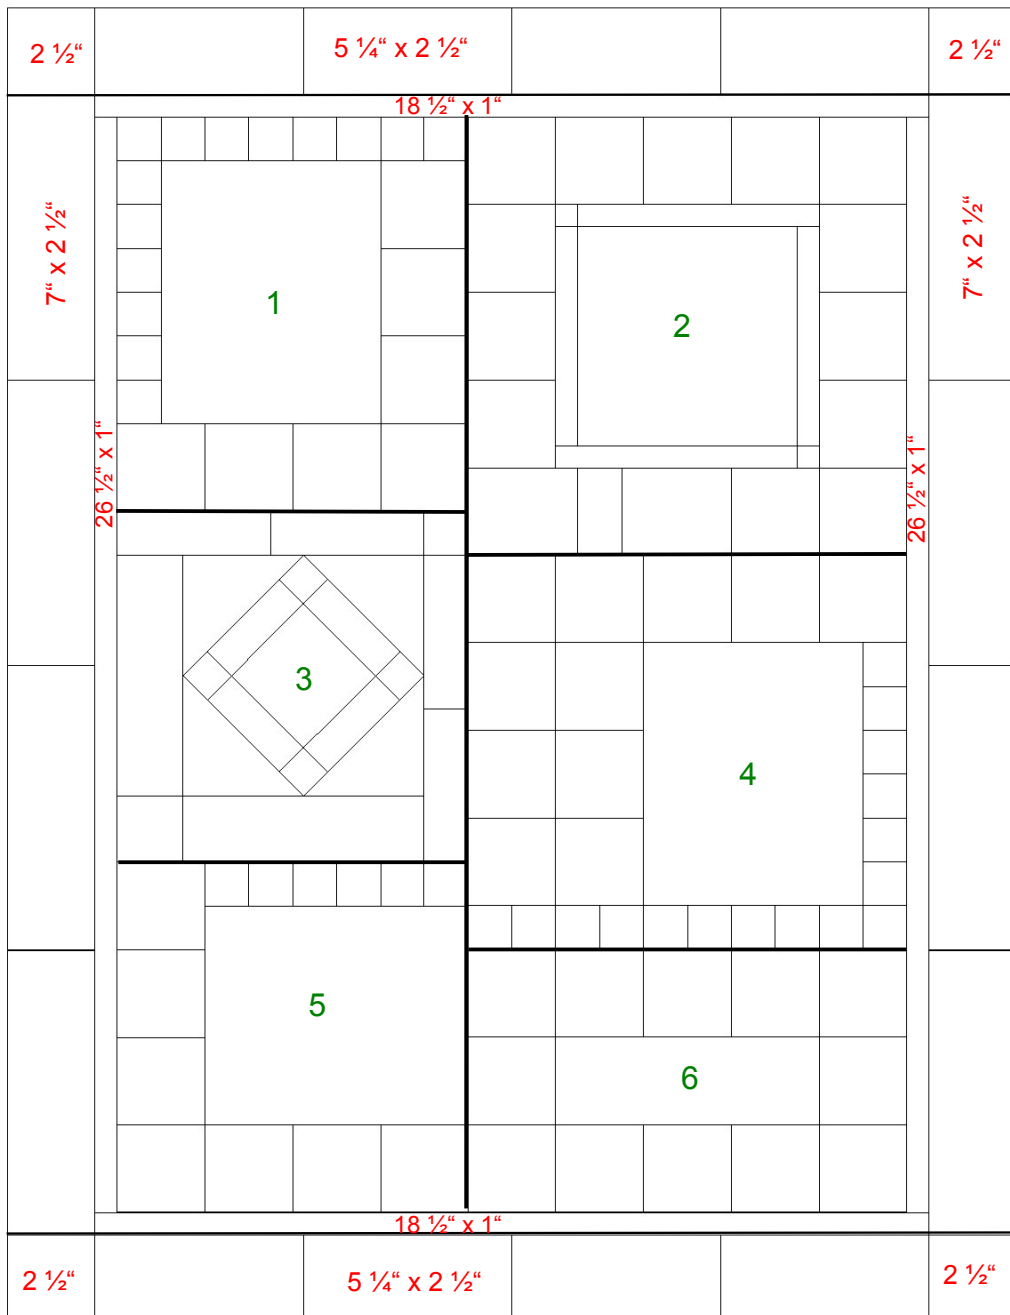 2 ½“
5 ¼“ x 2 ½“
2 ½“
18 ½“ x 1“
7“ x 2 ½“
7“ x 2 ½“
1
2
26 ½“ x 1“
26 ½“ x 1“
3
4
5
6
18 ½“ x 1“
2 ½“
5 ¼“ x 2 ½“
2 ½“